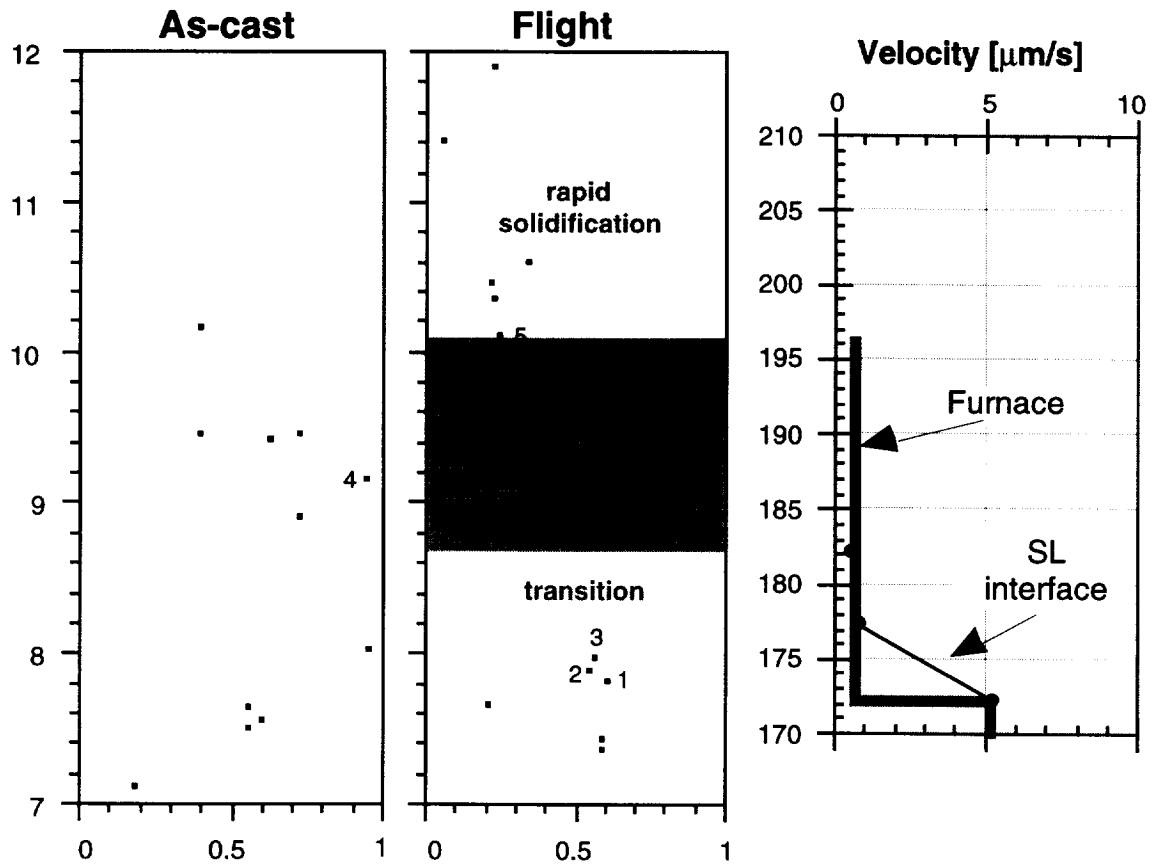 As-cast
Flight
Velocity [µm/s]
0 5 10
12
11
10
9
8
7
4
0 0.5 1
rapid
solidification
5
transition
3
2
1
0 0.5 1
210
205
200
195
190
185
180
175
170
Furnace
SL
interface